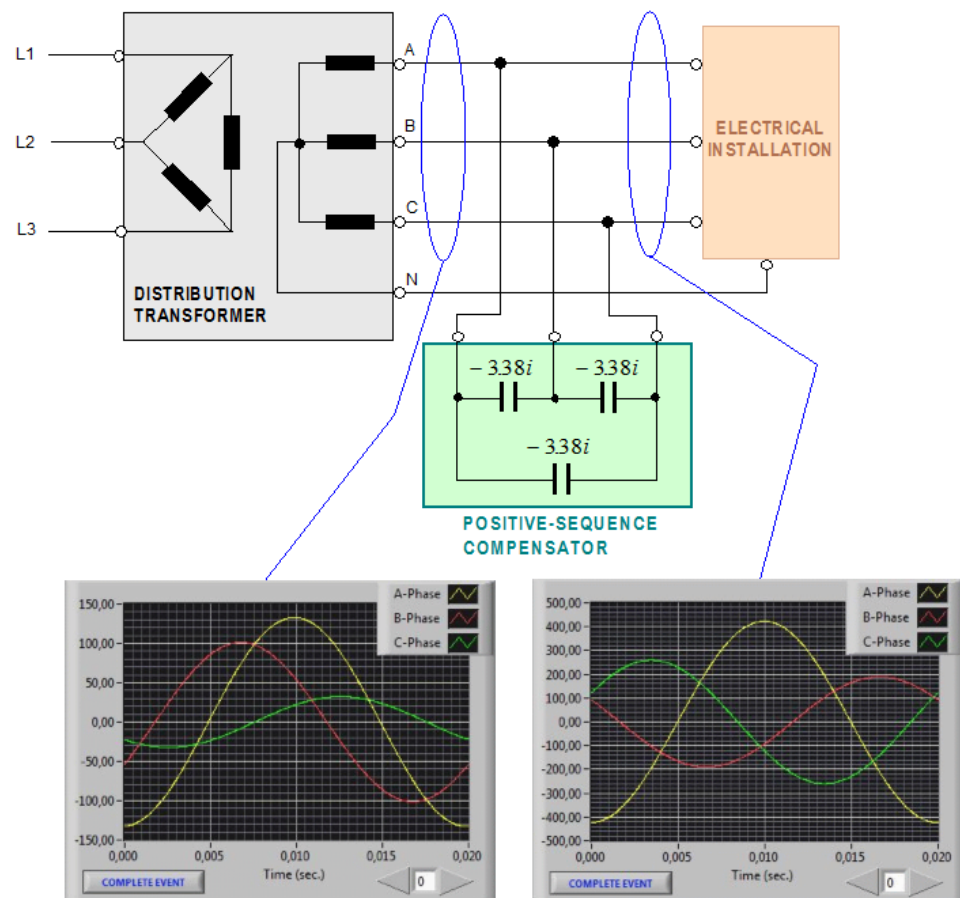 L1
L2
L3
A
B
C
N
DISTRIBUTION
TRANSFORMER
ELECTRICAL
INSTALLATION
− 3.38i
− 3.38i
− 3.38i
POSITIVE-SEQUENCE
COMPENSATOR
A-Phase
B-Phase
C-Phase
150,00
100,00
50,00
0,00
-50,00
-100,00
-150,00
0,000 0,005 0,010 0,015 0,020
Time (sec.)
COMPLETE EVENT
0
A-Phase
B-Phase
C-Phase
500,00
400,00
300,00
200,00
100,00
0,00
-100,00
-200,00
-300,00
-400,00
-500,00
0,000 0,005 0,010 0,015 0,020
Time (sec.)
COMPLETE EVENT
0